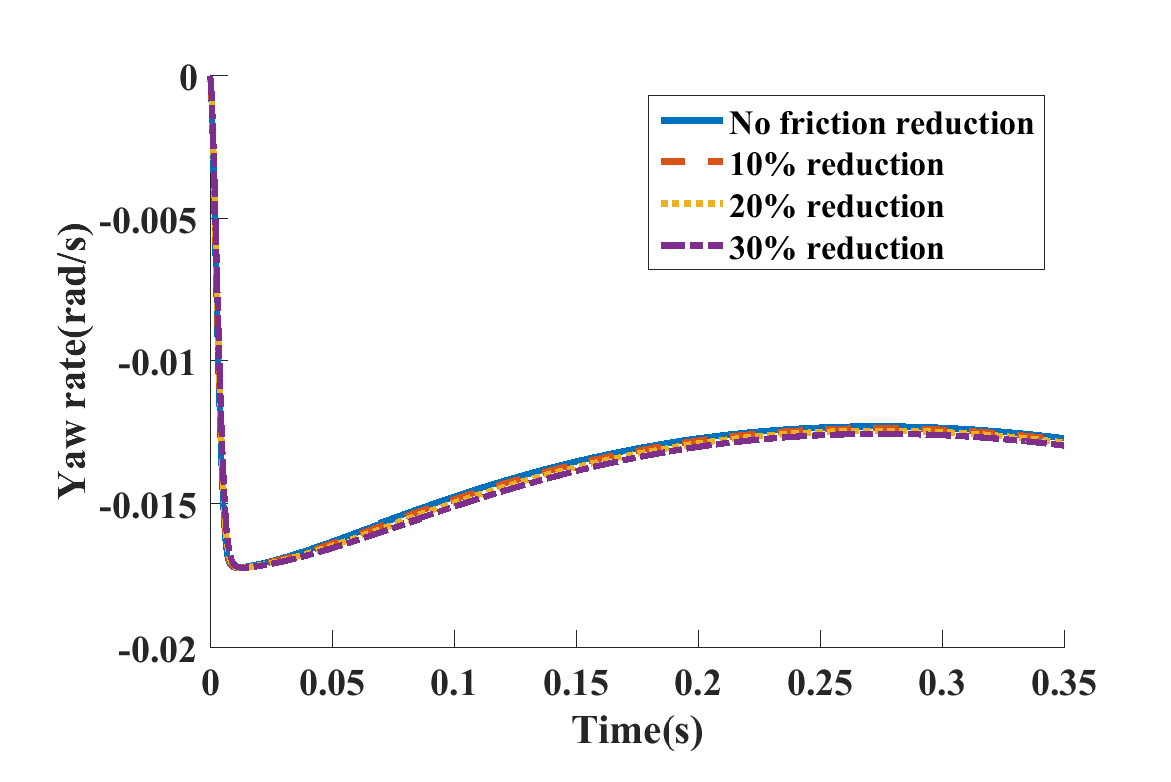 No friction reduction
10% reduction
20% reduction
30% reduction
Yaw rate(rad/s)
0
-0.005
-0.01
-0.015
-0.02
0 0.05 0.1 0.15 0.2 0.25 0.3 0.35
Time(s)